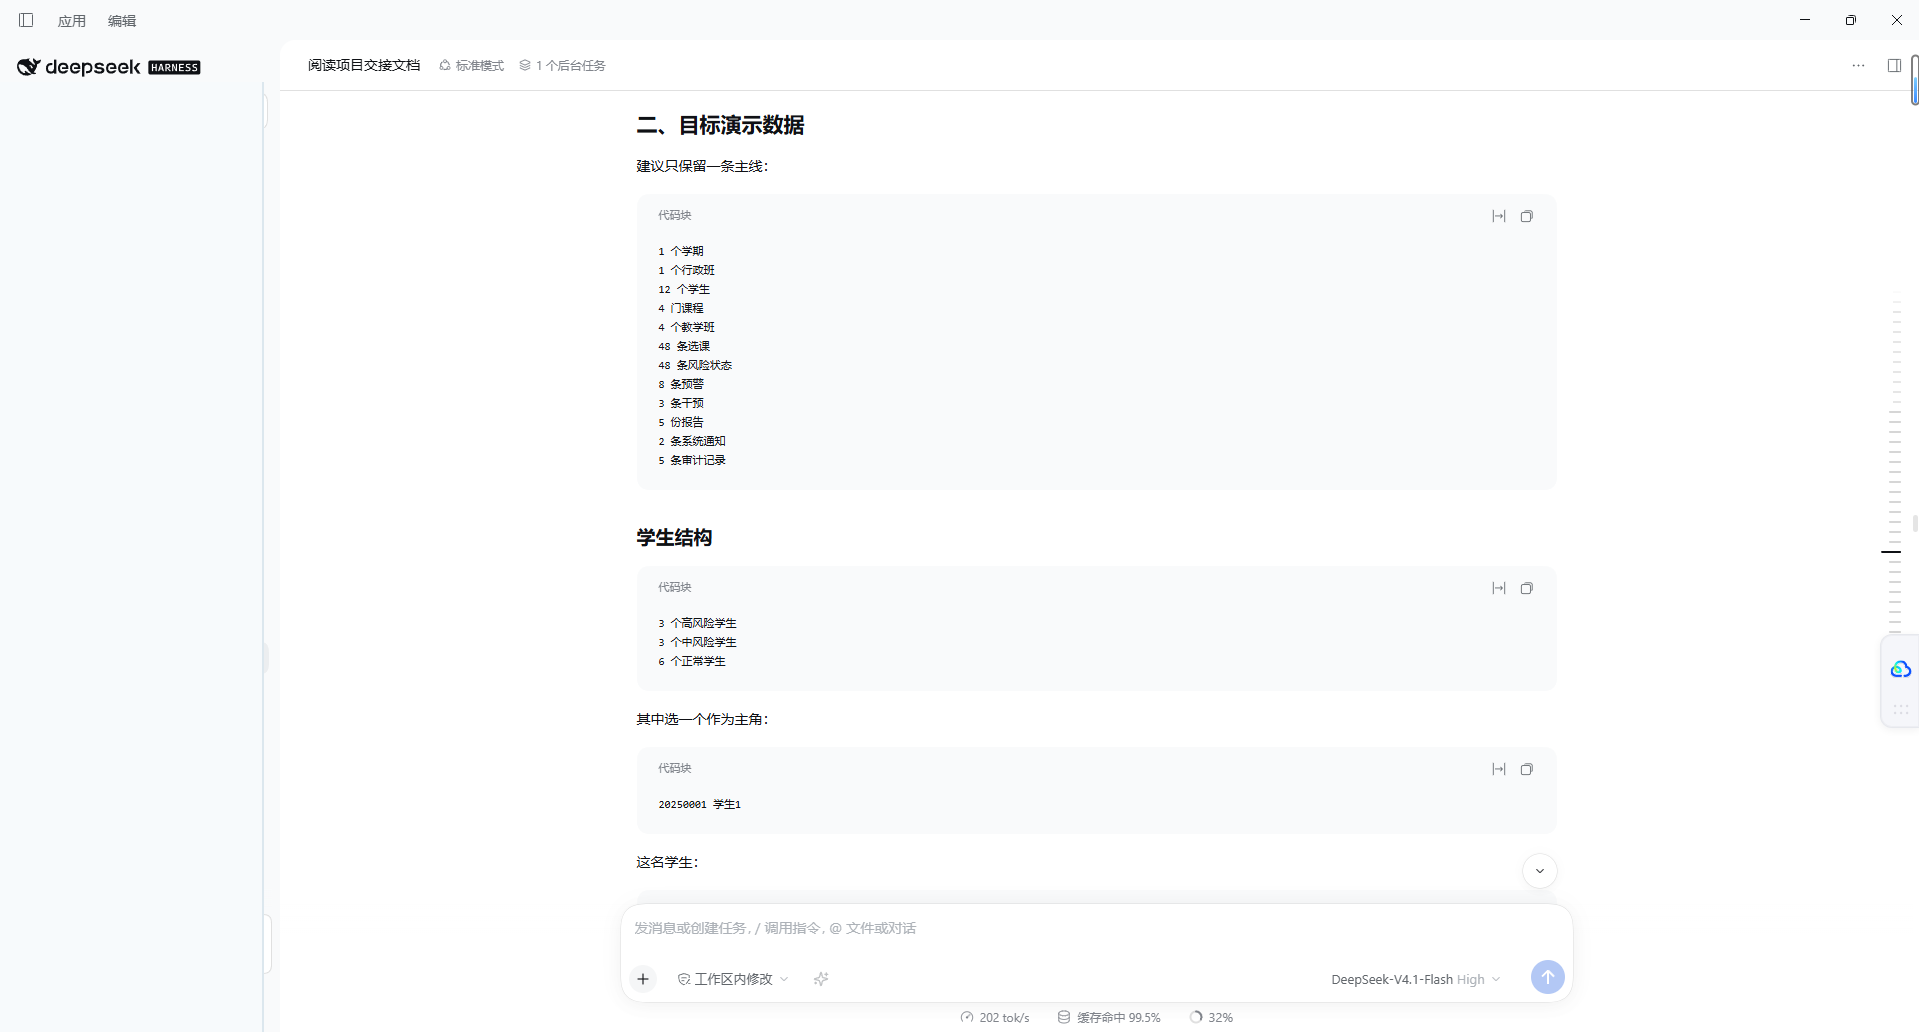 应用 编辑
deepseek HARNESS
阅读项目交接文档 标准模式 1 个后台任务
二、目标演示数据
建议只保留一条主线：
代码块
1 个学期
1 个行政班
12 个学生
4 门课程
4 个教学班
48 条选课
48 条风险状态
8 条预警
3 条干预
5 份报告
2 条系统通知
5 条审计记录
学生结构
代码块
3 个高风险学生
3 个中风险学生
6 个正常学生
其中选一个作为主角：
代码块
20250001 学生1
这名学生：
发消息或创建任务, / 调用指令, @ 文件或对话
工作区内修改
DeepSeek-V4.1-Flash High
202 tok/s 缓存命中 99.5% 32%